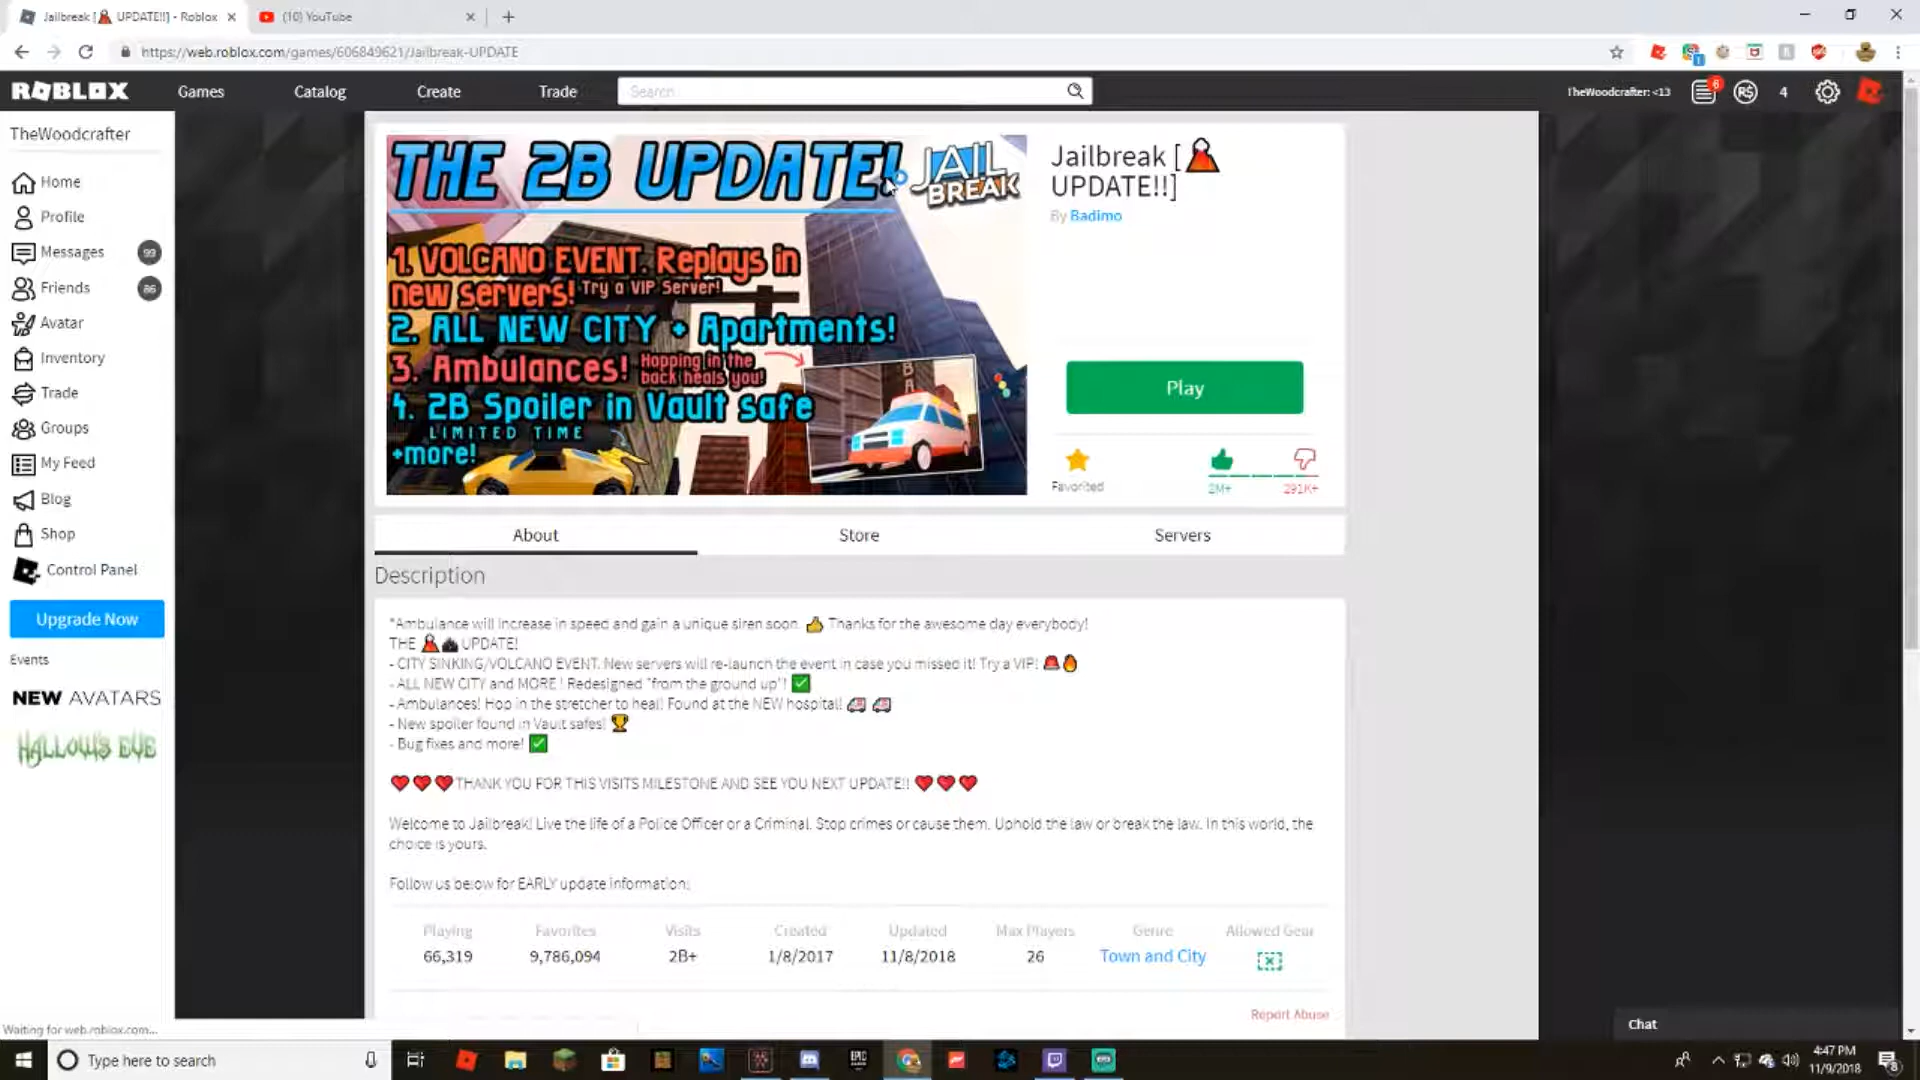 Jailbreak [ UPDATE!!] - Roblox
(10) YouTube
https://web.roblox.com/games/606849621/Jailbreak-UPDATE
ROBLOX
Games
Catalog
Create
Trade
Search
TheWoodcrafter: <13
6
R$
4
TheWoodcrafter
Home
Profile
Messages
99
Friends
86
Avatar
Inventory
Trade
Groups
My Feed
Blog
Shop
Control Panel
Upgrade Now
Events
NEW AVATARS
HALLOW'S EVE
THE 2B UPDATE!
JAIL
BREAK
1. VOLCANO EVENT. Replays in
new servers! Try a VIP Server!
2. ALL NEW CITY + Apartments!
3. Ambulances! Hopping in the
back heals you!
4. 2B Spoiler in Vault safe
LIMITED TIME
+more!
Jailbreak [
UPDATE!!]
By Badimo
Play
Favorited
2M+
291K+
About
Store
Servers
Description
*Ambulance will increase in speed and gain a unique siren soon. 👍 Thanks for the awesome day everybody!
THE UPDATE!
- CITY SINKING/VOLCANO EVENT. New servers will re-launch the event in case you missed it! Try a VIP! 🚨🔥
- ALL NEW CITY and MORE ! Redesigned "from the ground up"! ✅
- Ambulances! Hop in the stretcher to heal! Found at the NEW hospital! 🚑 🚑
- New spoiler found in Vault safes! 🏆
- Bug fixes and more! ✅
❤❤❤THANK YOU FOR THIS VISITS MILESTONE AND SEE YOU NEXT UPDATE!! ❤❤❤
Welcome to Jailbreak! Live the life of a Police Officer or a Criminal. Stop crimes or cause them. Uphold the law or break the law. In this world, the
choice is yours.
Follow us below for EARLY update information:
Playing
Favorites
Visits
Created
Updated
Max Players
Genre
Allowed Gear
66,319
9,786,094
2B+
1/8/2017
11/8/2018
26
Town and City
Report Abuse
Waiting for web.roblox.com...
Chat
Type here to search
EPIC
4:47 PM
11/9/2018
8